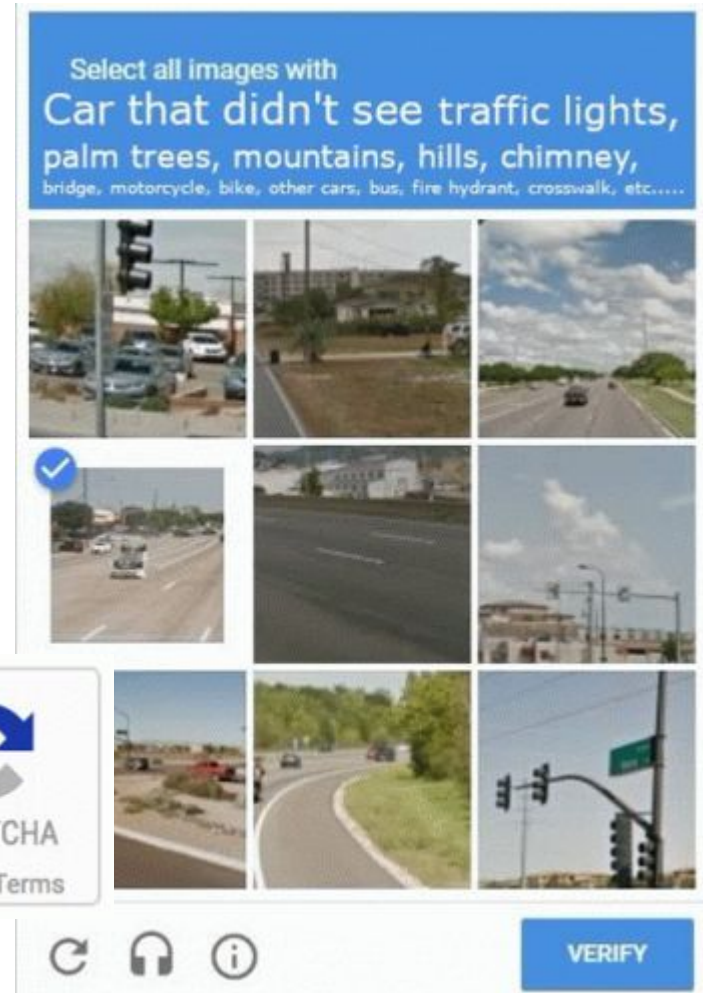 Select all images with
Car that didn't see traffic lights,
palm trees, mountains, hills, chimney,
bridge, motorcycle, bike, other cars, bus, fire hydrant, crosswalk, etc.....
CHA
Terms
VERIFY